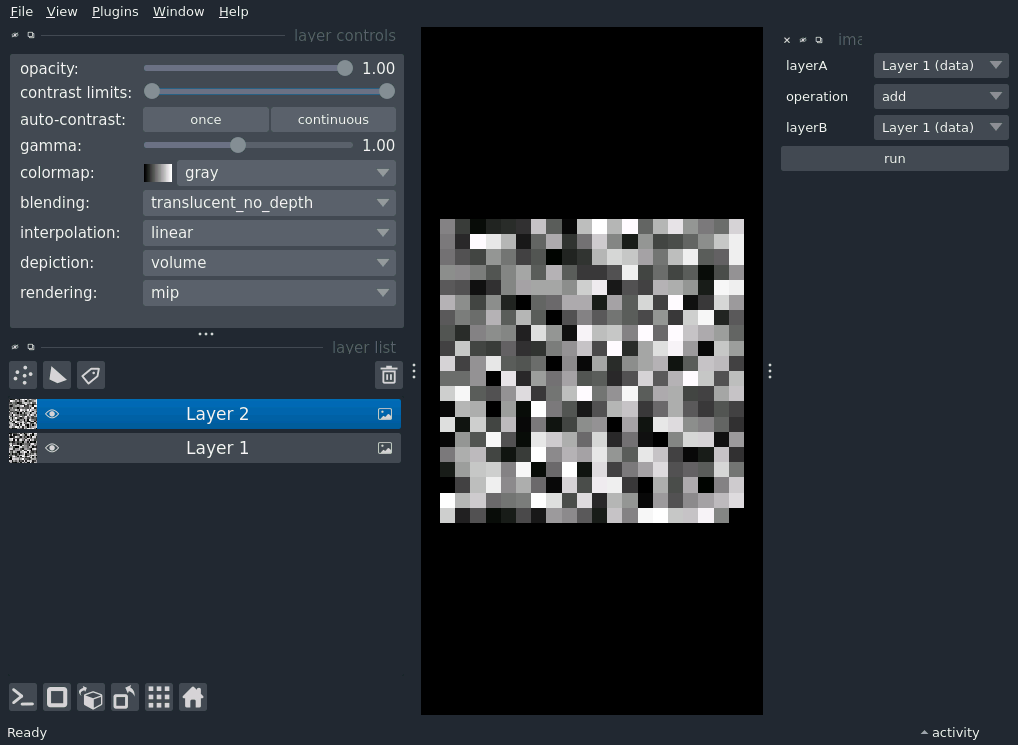 File View Plugins Window Help
layer controls
opacity: 1.00
contrast limits:
auto-contrast: once continuous
gamma: 1.00
colormap: gray
blending: translucent_no_depth
interpolation: linear
depiction: volume
rendering: mip
layer list
Layer 2
Layer 1
ima
layerA Layer 1 (data)
operation add
layerB Layer 1 (data)
run
Ready
activity